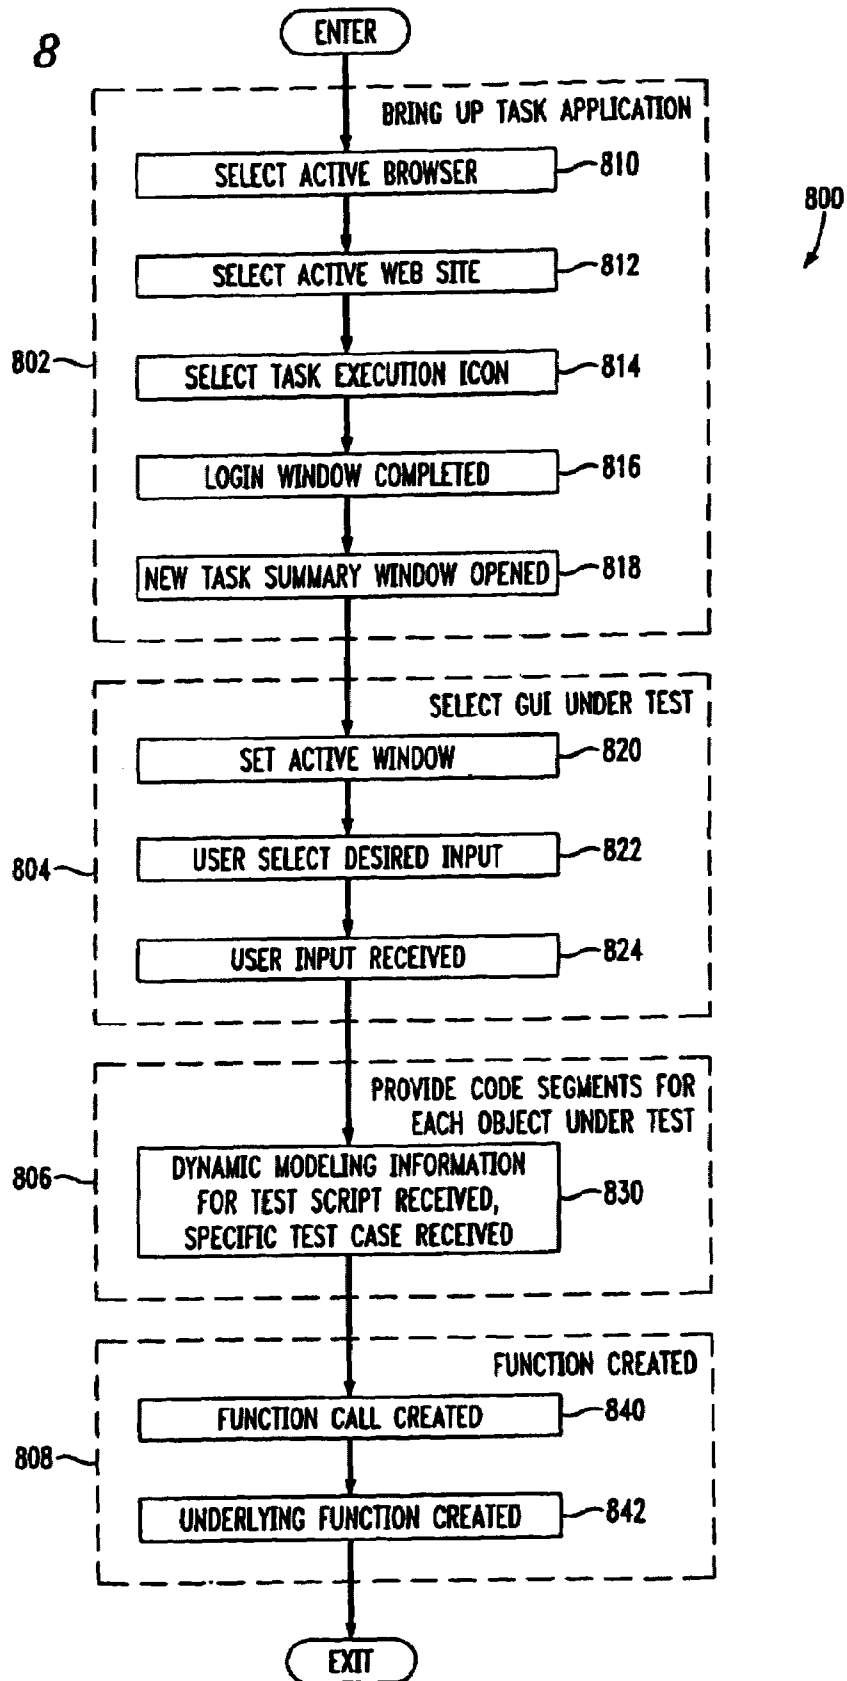 8
ENTER
BRING UP TASK APPLICATION
SELECT ACTIVE BROWSER
810
800
SELECT ACTIVE WEB SITE
812
802
SELECT TASK EXECUTION ICON
814
LOGIN WINDOW COMPLETED
816
NEW TASK SUMMARY WINDOW OPENED
818
SELECT GUI UNDER TEST
SET ACTIVE WINDOW
820
804
USER SELECT DESIRED INPUT
822
USER INPUT RECEIVED
824
PROVIDE CODE SEGMENTS FOR
EACH OBJECT UNDER TEST
806
DYNAMIC MODELING INFORMATION
FOR TEST SCRIPT RECEIVED,
SPECIFIC TEST CASE RECEIVED
830
FUNCTION CREATED
FUNCTION CALL CREATED
840
808
UNDERLYING FUNCTION CREATED
842
EXIT